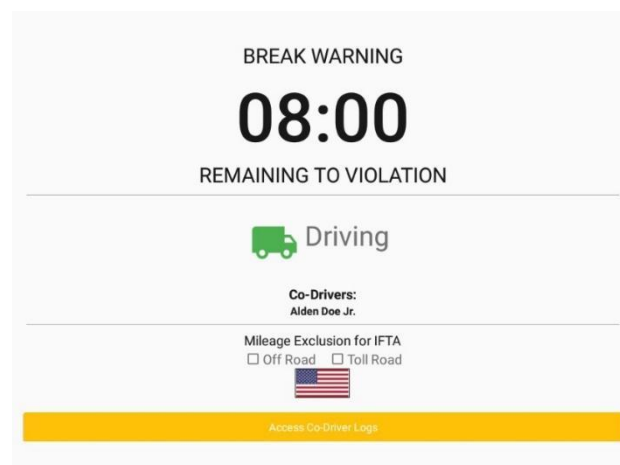 BREAK WARNING
08:00
REMAINING TO VIOLATION
Driving
Co-Drivers:
Alden Doe Jr.
Mileage Exclusion for IFTA
Off Road Toll Road
Access Co-Driver Logs